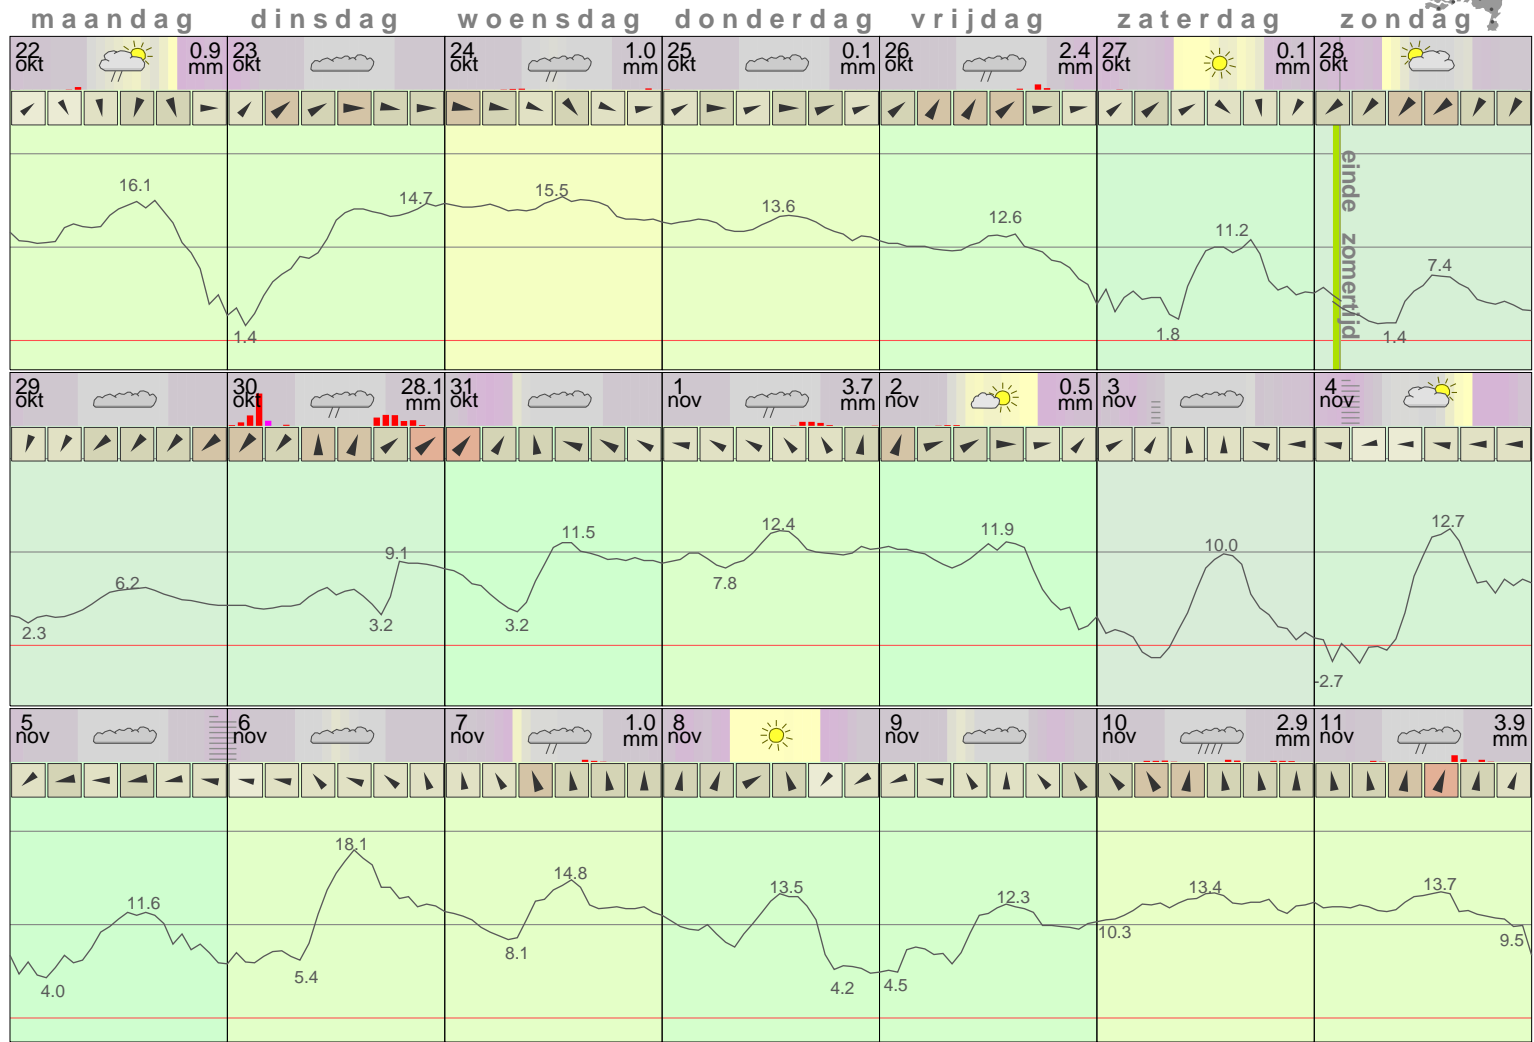 maandag dinsdag woensdag donderdag vrijdag zaterdag zondag
22 0.9 23 24 1.0 25 0.1 26 2.4 27 0.1 28
okt mm okt okt mm okt mm okt mm okt mm okt
16.1 1.4 14.7 15.5 13.6 12.6 1.8 11.2 1.4 7.4
einde zomertijd
29 30 28.1 31 1 3.7 2 0.5 3 4
okt okt mm okt nov mm nov mm nov nov
2.3 6.2 3.2 9.1 3.2 11.5 7.8 12.4 11.9 10.0 -2.7 12.7
5 6 7 1.0 8 9 10 2.9 11 3.9
nov nov nov mm nov nov nov mm nov mm
4.0 11.6 5.4 18.1 8.1 14.8 13.5 4.2 4.5 12.3 10.3 13.4 13.7 9.5